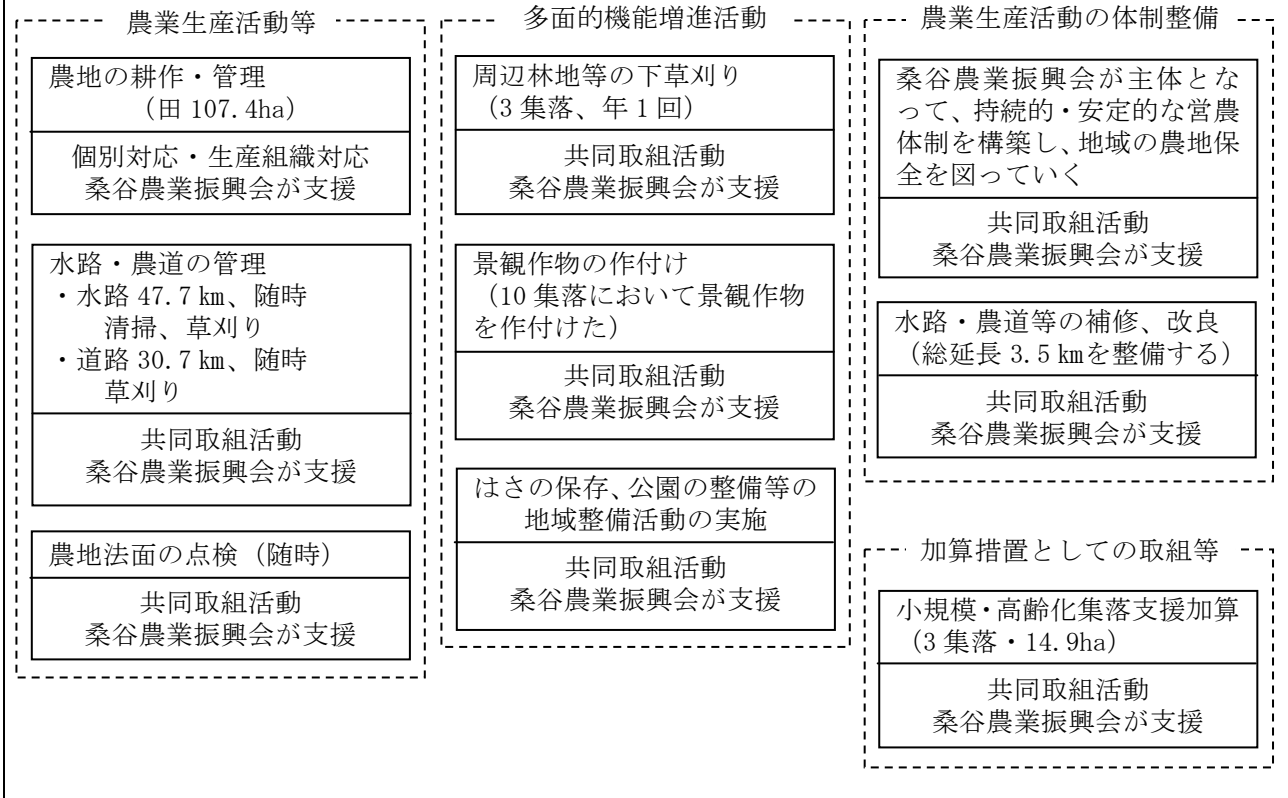 農業生産活動等
農地の耕作・管理
（田 107.4ha）
個別対応・生産組織対応
桑谷農業振興会が支援
水路・農道の管理
・水路 47.7 ㎞、随時
清掃、草刈り
・道路 30.7 ㎞、随時
草刈り
共同取組活動
桑谷農業振興会が支援
農地法面の点検（随時）
共同取組活動
桑谷農業振興会が支援
多面的機能増進活動
周辺林地等の下草刈り
（3 集落、年 1 回）
共同取組活動
桑谷農業振興会が支援
景観作物の作付け
（10 集落において景観作物
を作付けた）
共同取組活動
桑谷農業振興会が支援
はさの保存、公園の整備等の
地域整備活動の実施
共同取組活動
桑谷農業振興会が支援
農業生産活動の体制整備
桑谷農業振興会が主体とな
って、持続的・安定的な営農
体制を構築し、地域の農地保
全を図っていく
共同取組活動
桑谷農業振興会が支援
水路・農道等の補修、改良
（総延長 3.5 ㎞を整備する）
共同取組活動
桑谷農業振興会が支援
加算措置としての取組等
小規模・高齢化集落支援加算
（3 集落・14.9ha）
共同取組活動
桑谷農業振興会が支援